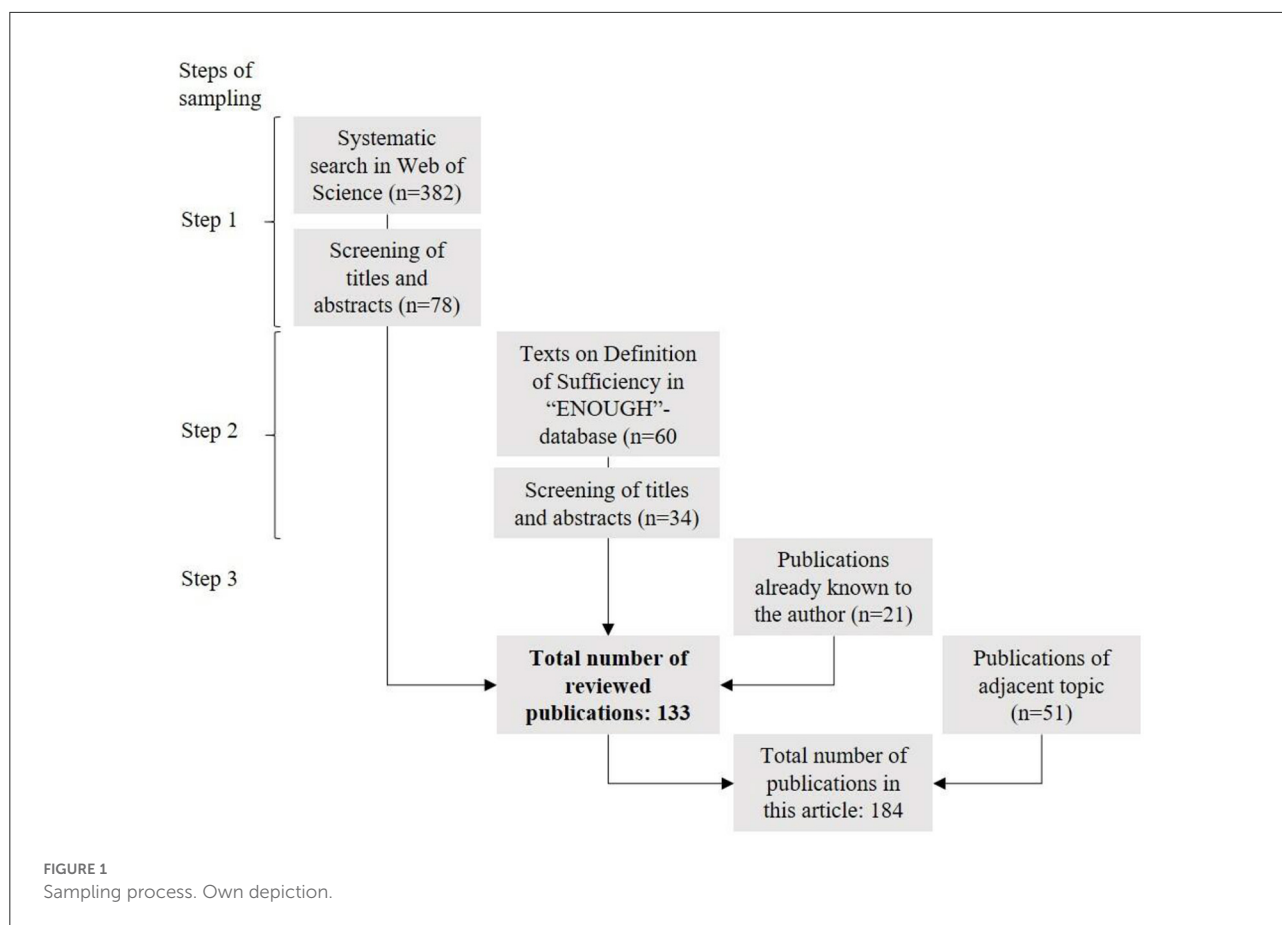 Steps of
sampling
Step 1
Systematic
search in Web of
Science (n=382)
Screening of
titles and
abstracts (n=78)
Step 2
Texts on Definition
of Sufficiency in
“ENOUGH”-
database (n=60
Screening of titles
and abstracts (n=34)
Step 3
Publications
already known to
the author (n=21)
Total number of
reviewed
publications: 133
Publications of
adjacent topic
(n=51)
Total number of
publications in
this article: 184
FIGURE 1
Sampling process. Own depiction.